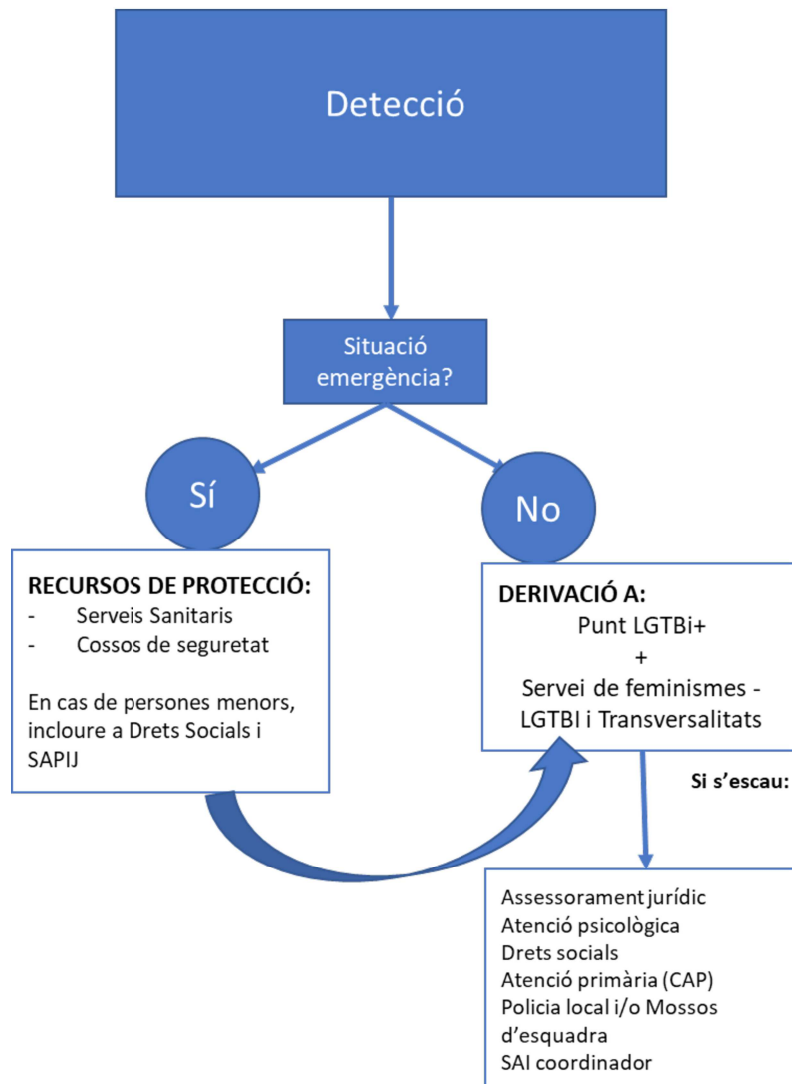 Detecció
Situació
emergència?
Sí
No
RECURSOS DE PROTECCIÓ:
- Serveis Sanitaris
- Cossos de seguretat
En cas de persones menors,
incloure a Drets Socials i
SAPIJ
DERIVACIÓ A:
Punt LGTBi+
+
Servei de feminismes -
LGTBI i Transversalitats
Si s'escau:
Assessorament jurídic
Atenció psicològica
Drets socials
Atenció primària (CAP)
Policia local i/o Mossos
d'esquadra
SAI coordinador